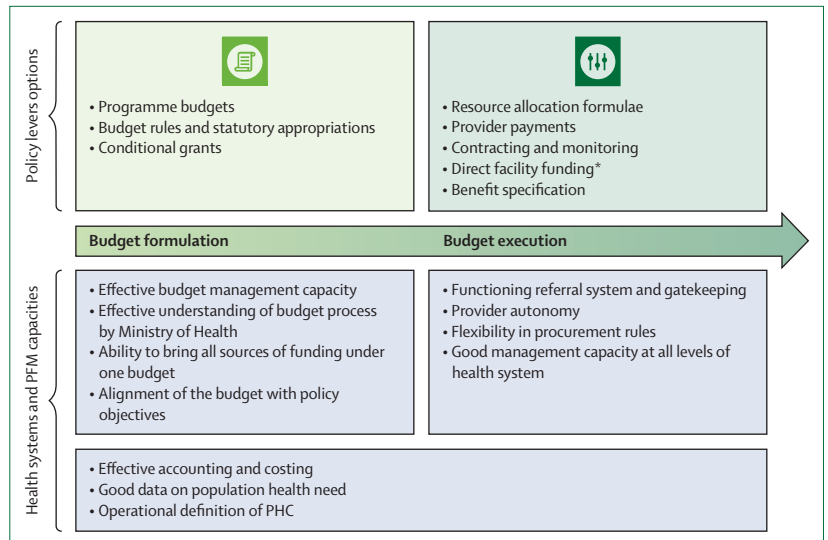 Policy levers options
• Programme budgets
• Budget rules and statutory appropriations
• Conditional grants
• Resource allocation formulae
• Provider payments
• Contracting and monitoring
• Direct facility funding*
• Benefit specification
Budget formulation
Budget execution
Health systems and PFM capacities
• Effective budget management capacity
• Effective understanding of budget process
by Ministry of Health
• Ability to bring all sources of funding under
one budget
• Alignment of the budget with policy
objectives
• Functioning referral system and gatekeeping
• Provider autonomy
• Flexibility in procurement rules
• Good management capacity at all levels of
health system
• Effective accounting and costing
• Good data on population health need
• Operational definition of PHC